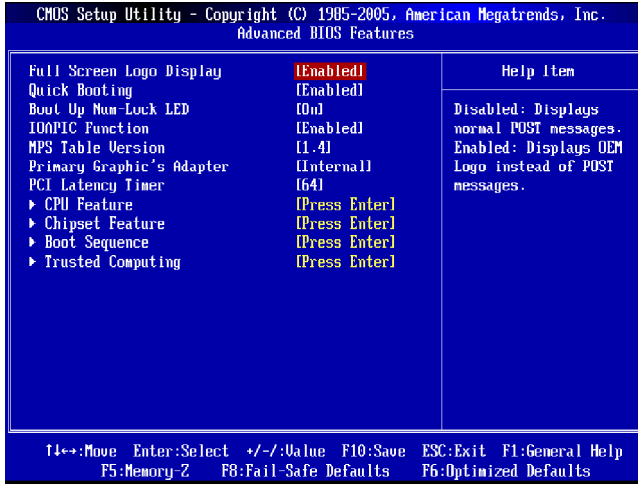 CMOS Setup Utility - Copyright (C) 1985-2005, American Megatrends, Inc.
Advanced BIOS Features
Full Screen Logo Display [Enabled]
Quick Booting [Enabled]
Boot Up Num-Lock LED [On]
IOAPIC Function [Enabled]
MPS Table Version [1.4]
Primary Graphic's Adapter [Internal]
PCI Latency Timer [64]
▶ CPU Feature [Press Enter]
▶ Chipset Feature [Press Enter]
▶ Boot Sequence [Press Enter]
▶ Trusted Computing [Press Enter]
Help Item
Disabled: Displays
normal POST messages.
Enabled: Displays OEM
Logo instead of POST
messages.
↑↓←→:Move Enter:Select +/-/:Value F10:Save ESC:Exit F1:General Help
F5:Memory-Z F8:Fail-Safe Defaults F6:Optimized Defaults